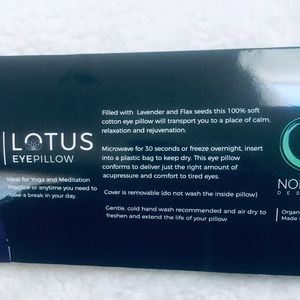 LOTUS
EYEPILLOW
Ideal for Yoga and Meditation
Practice or anytime you need to
take a break in your day.
Filled with Lavender and Flax seeds this 100% soft
cotton eye pillow will transport you to a place of calm,
relaxation and rejuvenation.
Microwave for 30 seconds or freeze overnight, insert
into a plastic bag to keep dry. This eye pillow
conforms to deliver just the right amount of
acupressure and comfort to tired eyes.
Cover is removable (do not wash the inside pillow)
Gentle, cold hand wash recommended and air dry to
freshen and extend the life of your pillow
NO
DES
Organ
Made